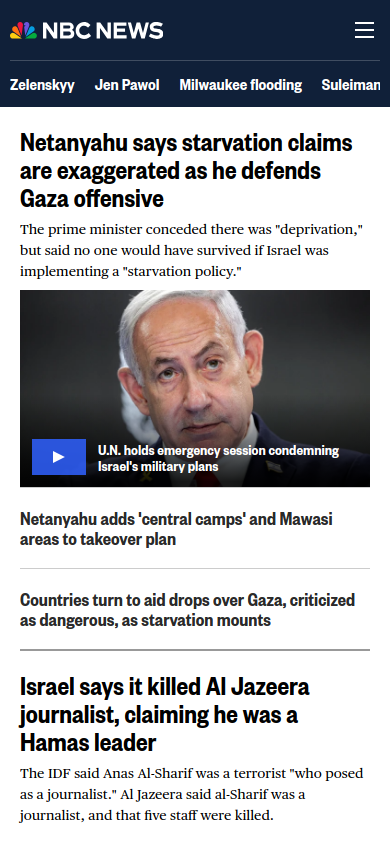 NBC NEWS
Zelenskyy Jen Pawol Milwaukee flooding Suleiman
Netanyahu says starvation claims
are exaggerated as he defends
Gaza offensive
The prime minister conceded there was "deprivation,"
but said no one would have survived if Israel was
implementing a "starvation policy."
U.N. holds emergency session condemning
Israel's military plans
Netanyahu adds 'central camps' and Mawasi
areas to takeover plan
Countries turn to aid drops over Gaza, criticized
as dangerous, as starvation mounts
Israel says it killed Al Jazeera
journalist, claiming he was a
Hamas leader
The IDF said Anas Al-Sharif was a terrorist "who posed
as a journalist." Al Jazeera said al-Sharif was a
journalist, and that five staff were killed.